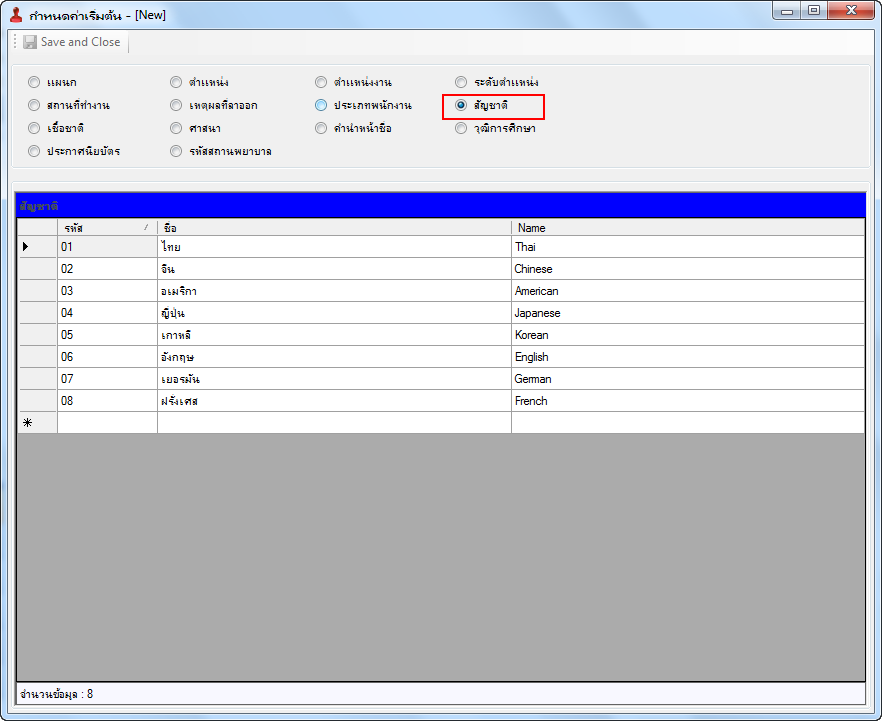 กำหนดค่าเริ่มต้น - [New]
Save and Close
แผนก ตำแหน่ง ตำแหน่งงาน ระดับตำแหน่ง
สถานที่ทำงาน เหตุผลที่ลาออก ประเภทพนักงาน สัญชาติ
เชื้อชาติ ศาสนา คำนำหน้าชื่อ วุฒิการศึกษา
ประกาศนียบัตร รหัสสถานพยาบาล
สัญชาติ
รหัส ชื่อ Name
01 ไทย Thai
02 จีน Chinese
03 อเมริกา American
04 ญี่ปุ่น Japanese
05 เกาหลี Korean
06 อังกฤษ English
07 เยอรมัน German
08 ฝรั่งเศส French
จำนวนข้อมูล : 8